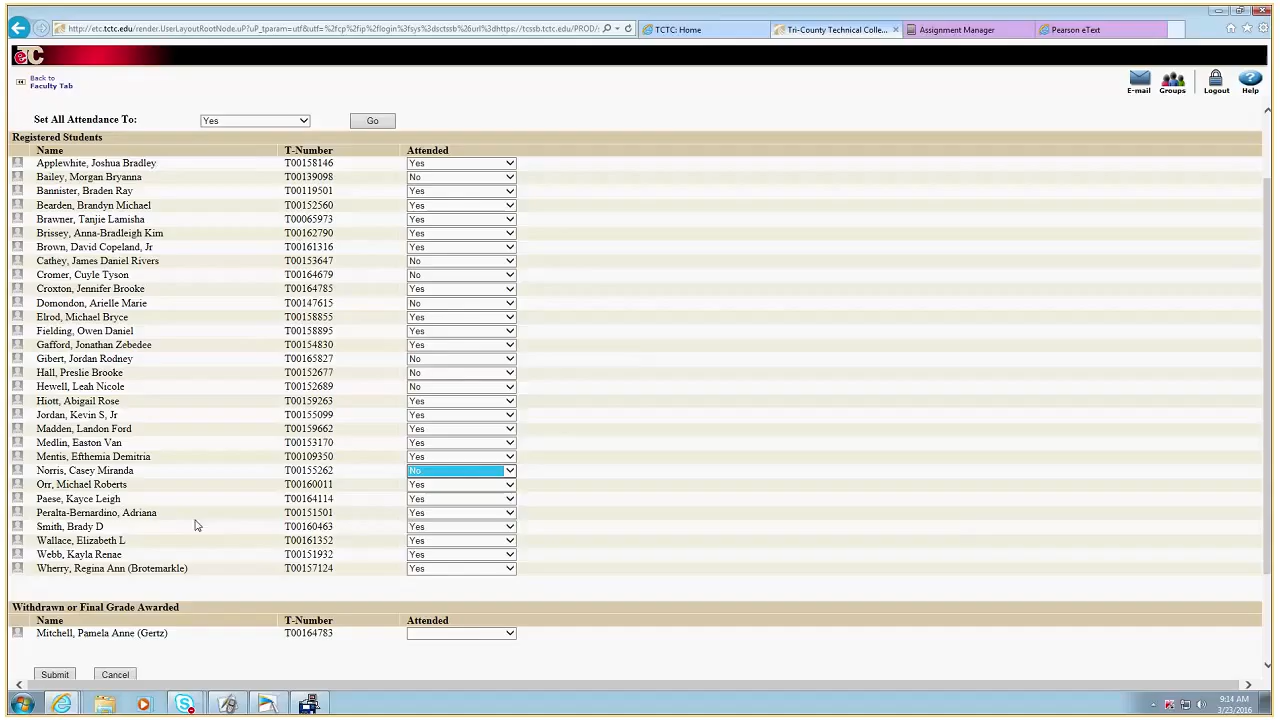 http://etc.tctc.edu/render.UserLayoutRootNode.uP?uP_tparam=utf&utf=%2fcp%2fip%2flogin%3fsys%3dsctssb%26url%3dhttps://tcssb.tctc.edu/PROD/
TCTC: Home
Tri-County Technical Colle...
Assignment Manager
Pearson eText
eTC
Back to
Faculty Tab
E-mail Groups Logout Help
Set All Attendance To: Yes Go
Registered Students
Name T-Number Attended
Applewhite, Joshua Bradley T00158146 Yes
Bailey, Morgan Bryanna T00139098 No
Bannister, Braden Ray T00119501 Yes
Bearden, Brandyn Michael T00152560 Yes
Brawner, Tanjie Lamisha T00065973 Yes
Brissey, Anna-Bradleigh Kim T00162790 Yes
Brown, David Copeland, Jr T00161316 Yes
Cathey, James Daniel Rivers T00153647 No
Cromer, Cuyle Tyson T00164679 No
Croxton, Jennifer Brooke T00164785 Yes
Domondon, Arielle Marie T00147615 No
Elrod, Michael Bryce T00158855 Yes
Fielding, Owen Daniel T00158895 Yes
Gafford, Jonathan Zebedee T00154830 Yes
Gibert, Jordan Rodney T00165827 No
Hall, Preslie Brooke T00152677 No
Hewell, Leah Nicole T00152689 No
Hiott, Abigail Rose T00159263 Yes
Jordan, Kevin S, Jr T00155099 Yes
Madden, Landon Ford T00159662 Yes
Medlin, Easton Van T00153170 Yes
Mentis, Efthemia Demitria T00109350 Yes
Norris, Casey Miranda T00155262 No
Orr, Michael Roberts T00160011 Yes
Paese, Kayce Leigh T00164114 Yes
Peralta-Bernardino, Adriana T00151501 Yes
Smith, Brady D T00160463 Yes
Wallace, Elizabeth L T00161352 Yes
Webb, Kayla Renae T00151932 Yes
Wherry, Regina Ann (Brotemarkle) T00157124 Yes
Withdrawn or Final Grade Awarded
Name T-Number Attended
Mitchell, Pamela Anne (Gertz) T00164783
Submit Cancel
9:14 AM
3/23/2016